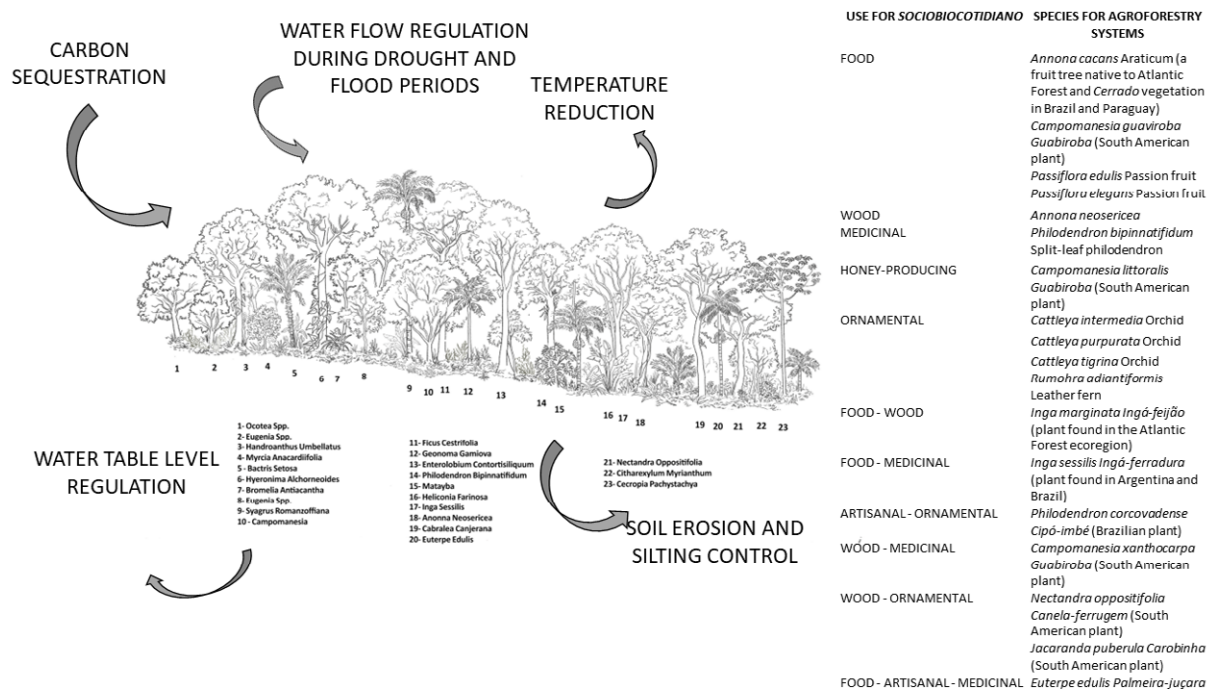 CARBON
SEQUESTRATION
WATER FLOW REGULATION
DURING DROUGHT AND
FLOOD PERIODS
TEMPERATURE
REDUCTION
1
2
3
4
5
6
7
8
9
10
11
12
13
14
15
16
17
18
19
20
21
22
23
WATER TABLE LEVEL
REGULATION
1- Ocotea Spp.
2- Eugenia Spp.
3- Handroanthus Umbellatus
4- Myrcia Anacardiifolia
5 - Bactris Setosa
6- Hyeronima Alchorneoides
7- Bromelia Antiacantha
8- Eugenia Spp.
9- Syagrus Romanzoffiana
10 - Campomanesia
11- Ficus Cestrifolia
12- Geonoma Gamiova
13- Enterolobium Contortisiliquum
14- Philodendron Bipinnatifidum
15- Matayba
16- Heliconia Farinosa
17- Inga Sessilis
18- Anonna Neosericea
19- Cabralea Canjerana
20- Euterpe Edulis
21- Nectandra Oppositifolia
22- Citharexylum Myrianthum
23- Cecropia Pachystachya
SOIL EROSION AND
SILTING CONTROL
USE FOR SOCIOBIOCOTIDIANO SPECIES FOR AGROFORESTRY
SYSTEMS
FOOD Annona cacans Araticum (a
fruit tree native to Atlantic
Forest and Cerrado vegetation
in Brazil and Paraguay)
Campomanesia guaviroba
Guabiroba (South American
plant)
Passiflora edulis Passion fruit
Passiflora elegans Passion fruit
WOOD Annona neosericea
MEDICINAL Philodendron bipinnatifidum
Split-leaf philodendron
HONEY-PRODUCING Campomanesia littoralis
Guabiroba (South American
plant)
ORNAMENTAL Cattleya intermedia Orchid
Cattleya purpurata Orchid
Cattleya tigrina Orchid
Rumohra adiantiformis
Leather fern
FOOD - WOOD Inga marginata Ingá-feijão
(plant found in the Atlantic
Forest ecoregion)
FOOD - MEDICINAL Inga sessilis Ingá-ferradura
(plant found in Argentina and
Brazil)
ARTISANAL - ORNAMENTAL Philodendron corcovadense
Cipó-imbé (Brazilian plant)
WOOD - MEDICINAL Campomanesia xanthocarpa
Guabiroba (South American
plant)
WOOD - ORNAMENTAL Nectandra oppositifolia
Canela-ferrugem (South
American plant)
Jacaranda puberula Carobinha
(South American plant)
FOOD - ARTISANAL - MEDICINAL Euterpe edulis Palmeira-juçara